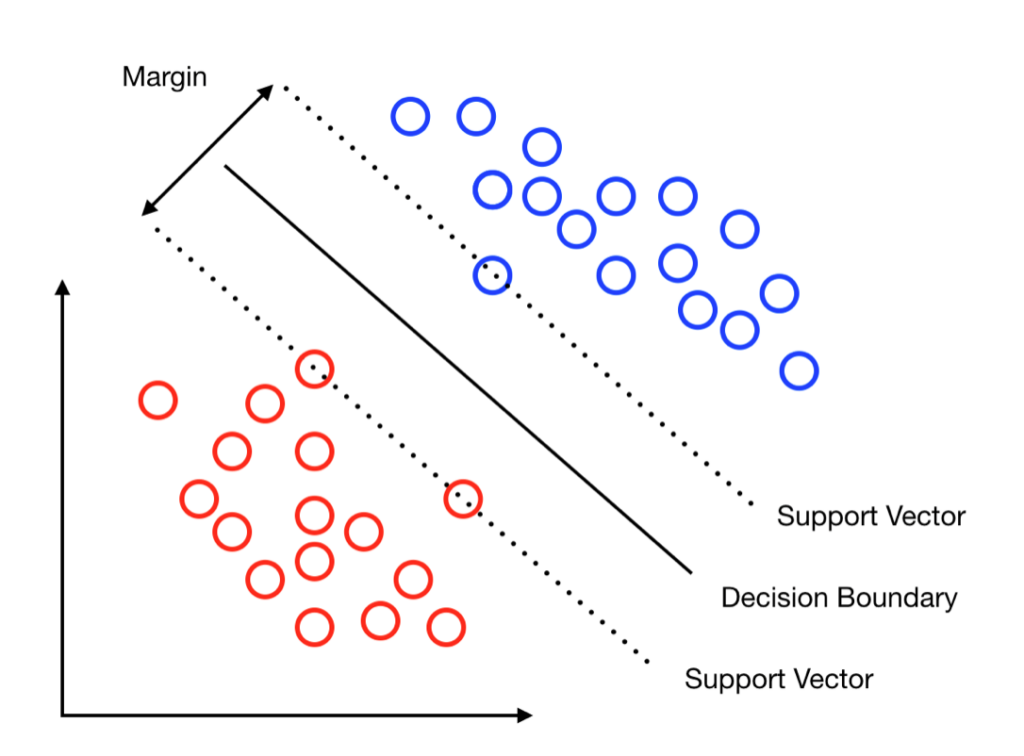 Margin
Support Vector
Decision Boundary
Support Vector